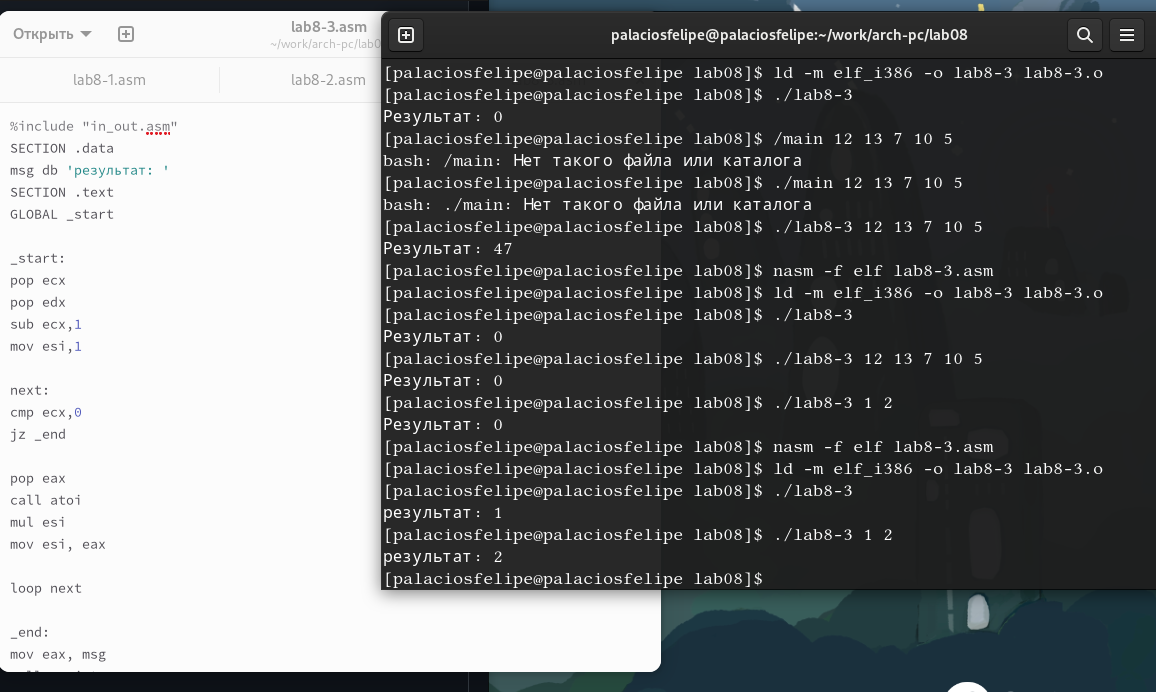 Открыть
lab8-3.asm
~/work/arch-pc/lab0
lab8-1.asm
lab8-2.asm
%include "in_out.asm"
SECTION .data
msg db 'результат: '
SECTION .text
GLOBAL _start
_start:
pop ecx
pop edx
sub ecx,1
mov esi,1
next:
cmp ecx,0
jz _end
pop eax
call atoi
mul esi
mov esi, eax
loop next
_end:
mov eax, msg
palaciosfelipe@palaciosfelipe:~/work/arch-pc/lab08
[palaciosfelipe@palaciosfelipe lab08]$ ld -m elf_i386 -o lab8-3 lab8-3.o
[palaciosfelipe@palaciosfelipe lab08]$ ./lab8-3
Результат: 0
[palaciosfelipe@palaciosfelipe lab08]$ /main 12 13 7 10 5
bash: /main: Нет такого файла или каталога
[palaciosfelipe@palaciosfelipe lab08]$ ./main 12 13 7 10 5
bash: ./main: Нет такого файла или каталога
[palaciosfelipe@palaciosfelipe lab08]$ ./lab8-3 12 13 7 10 5
Результат: 47
[palaciosfelipe@palaciosfelipe lab08]$ nasm -f elf lab8-3.asm
[palaciosfelipe@palaciosfelipe lab08]$ ld -m elf_i386 -o lab8-3 lab8-3.o
[palaciosfelipe@palaciosfelipe lab08]$ ./lab8-3
Результат: 0
[palaciosfelipe@palaciosfelipe lab08]$ ./lab8-3 12 13 7 10 5
Результат: 0
[palaciosfelipe@palaciosfelipe lab08]$ ./lab8-3 1 2
Результат: 0
[palaciosfelipe@palaciosfelipe lab08]$ nasm -f elf lab8-3.asm
[palaciosfelipe@palaciosfelipe lab08]$ ld -m elf_i386 -o lab8-3 lab8-3.o
[palaciosfelipe@palaciosfelipe lab08]$ ./lab8-3
результат: 1
[palaciosfelipe@palaciosfelipe lab08]$ ./lab8-3 1 2
результат: 2
[palaciosfelipe@palaciosfelipe lab08]$